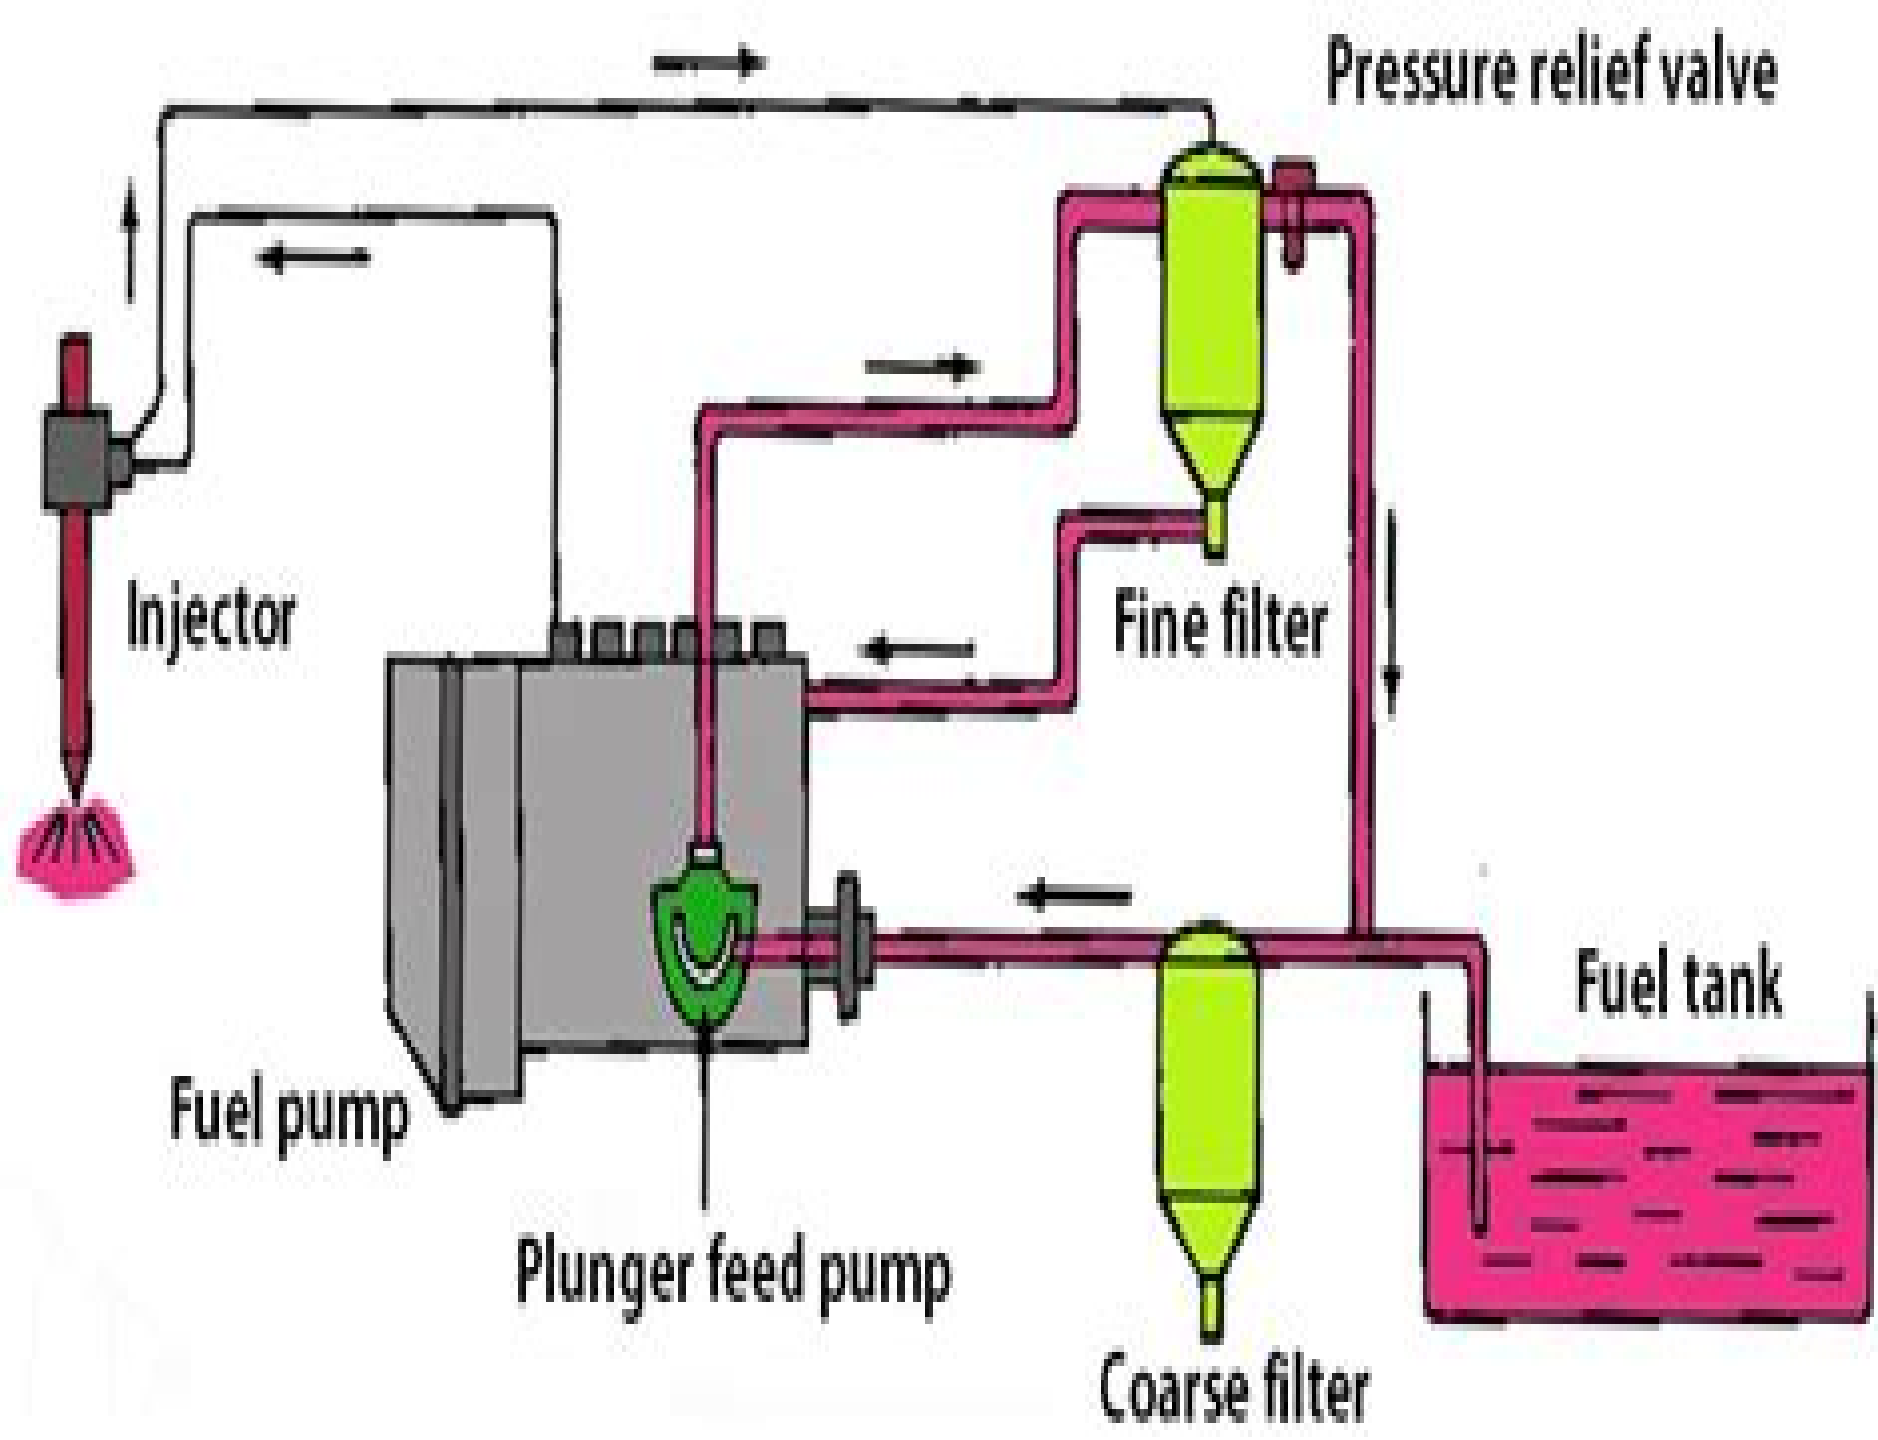 Pressure relief valve
Injector
Fine filter
Fuel tank
Fuel pump
Plunger feed pump
Coarse filter